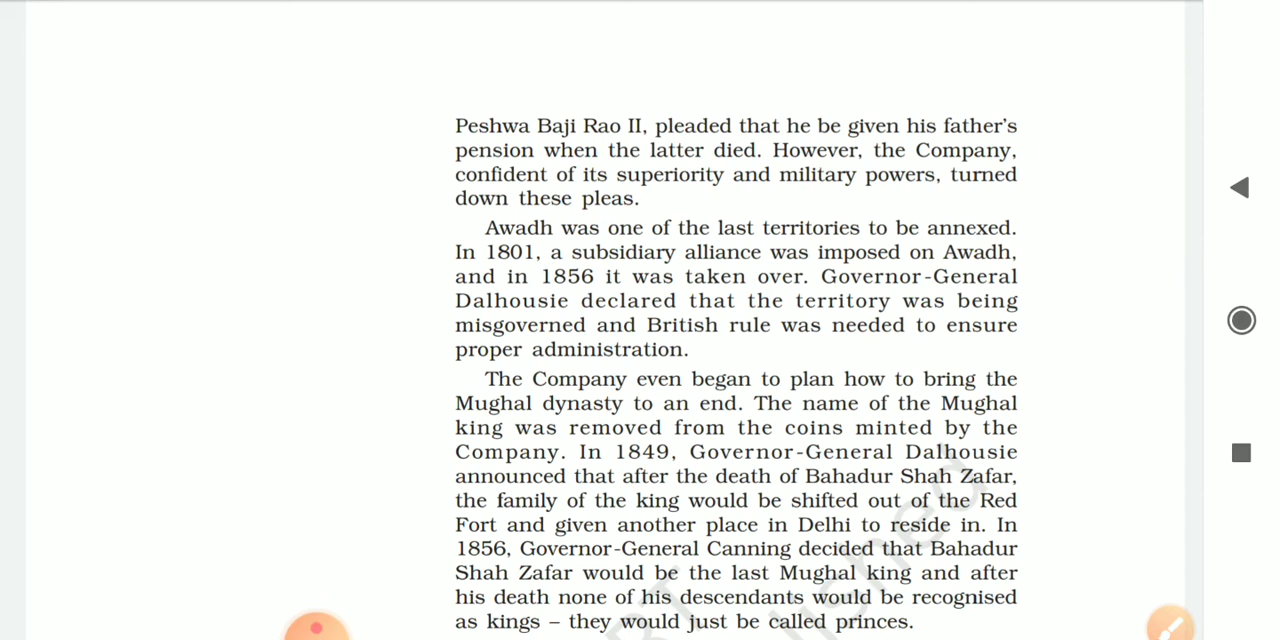 Peshwa Baji Rao II, pleaded that he be given his father's
pension when the latter died. However, the Company,
confident of its superiority and military powers, turned
down these pleas.
Awadh was one of the last territories to be annexed.
In 1801, a subsidiary alliance was imposed on Awadh,
and in 1856 it was taken over. Governor-General
Dalhousie declared that the territory was being
misgoverned and British rule was needed to ensure
proper administration.
The Company even began to plan how to bring the
Mughal dynasty to an end. The name of the Mughal
king was removed from the coins minted by the
Company. In 1849, Governor-General Dalhousie
announced that after the death of Bahadur Shah Zafar,
the family of the king would be shifted out of the Red
Fort and given another place in Delhi to reside in. In
1856, Governor-General Canning decided that Bahadur
Shah Zafar would be the last Mughal king and after
his death none of his descendants would be recognised
as kings – they would just be called princes.